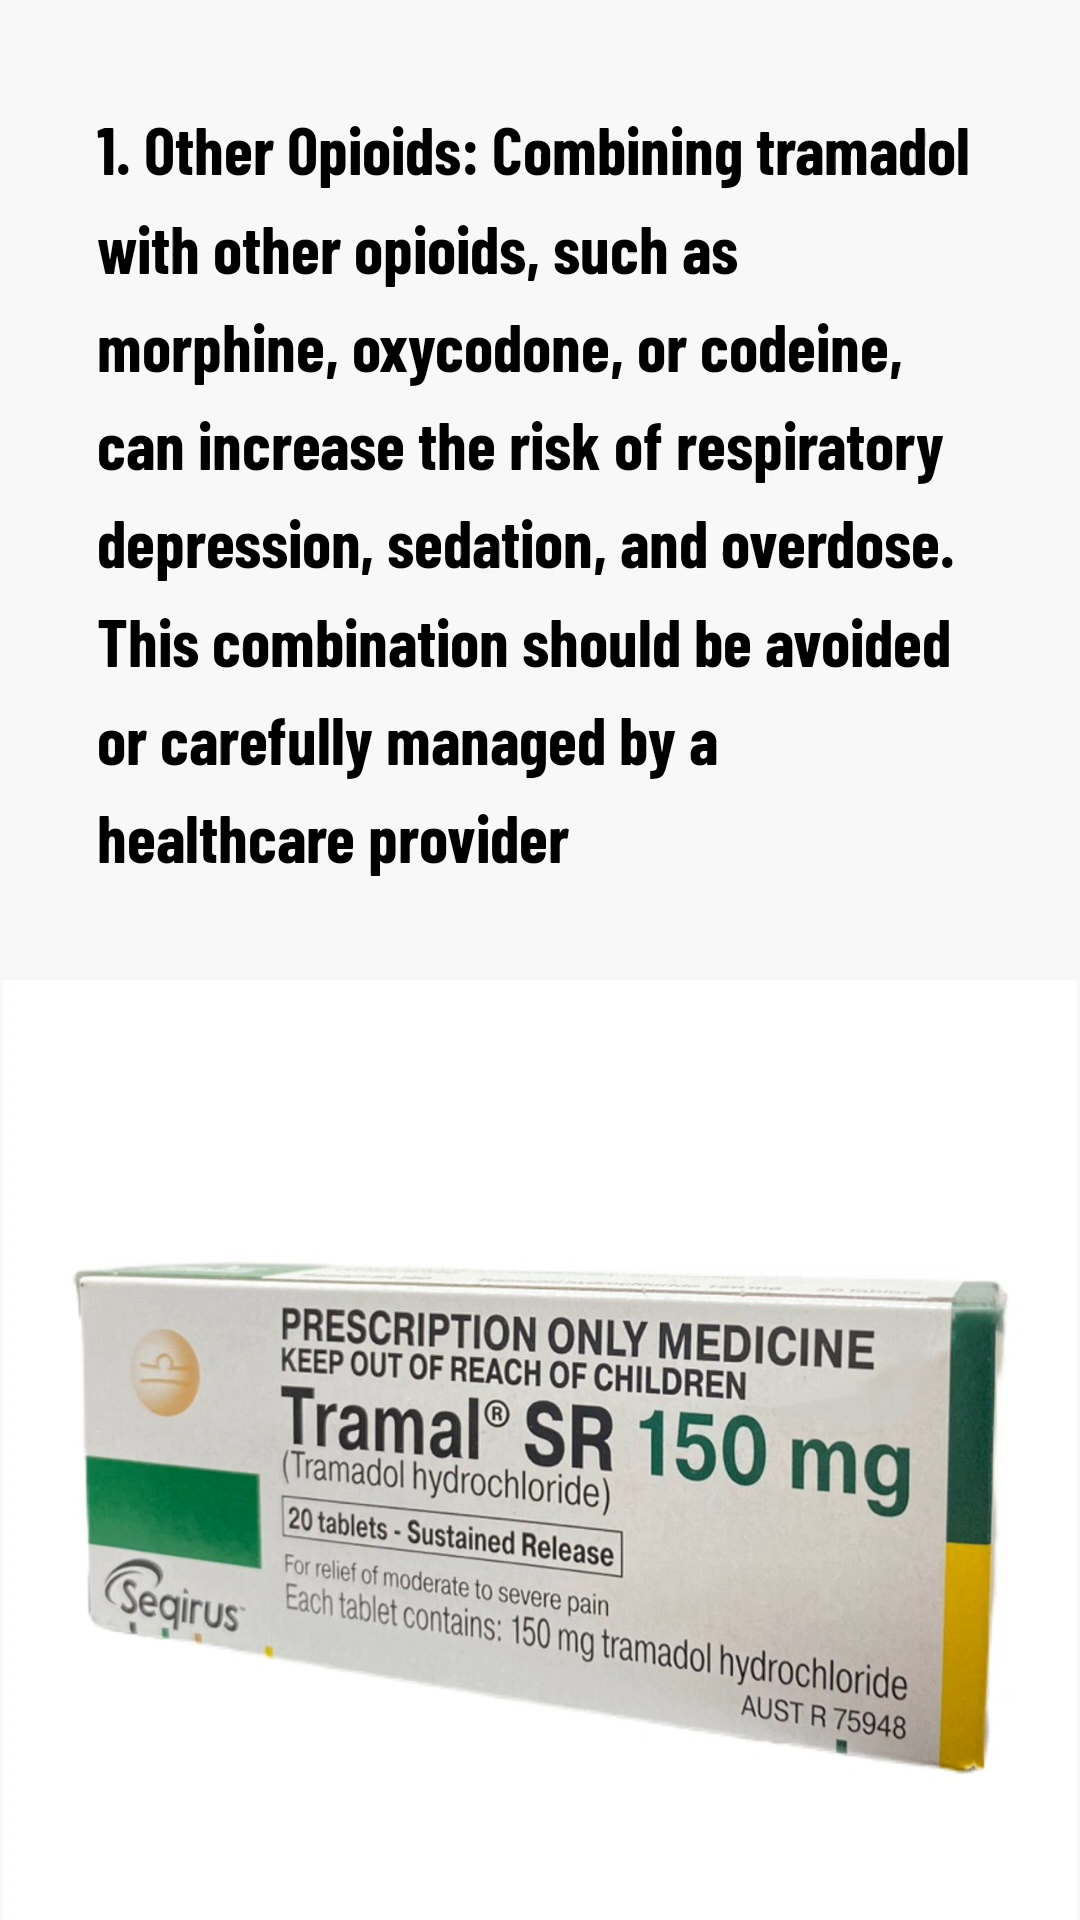 1. Other Opioids: Combining tramadol
with other opioids, such as
morphine, oxycodone, or codeine,
can increase the risk of respiratory
depression, sedation, and overdose.
This combination should be avoided
or carefully managed by a
healthcare provider
PRESCRIPTION ONLY MEDICINE
KEEP OUT OF REACH OF CHILDREN
Tramal® SR 150 mg
(Tramadol hydrochloride)
20 tablets - Sustained Release
For relief of moderate to severe pain
Each tablet contains: 150 mg tramadol hydrochloride
AUST R 75948
Seqirus™